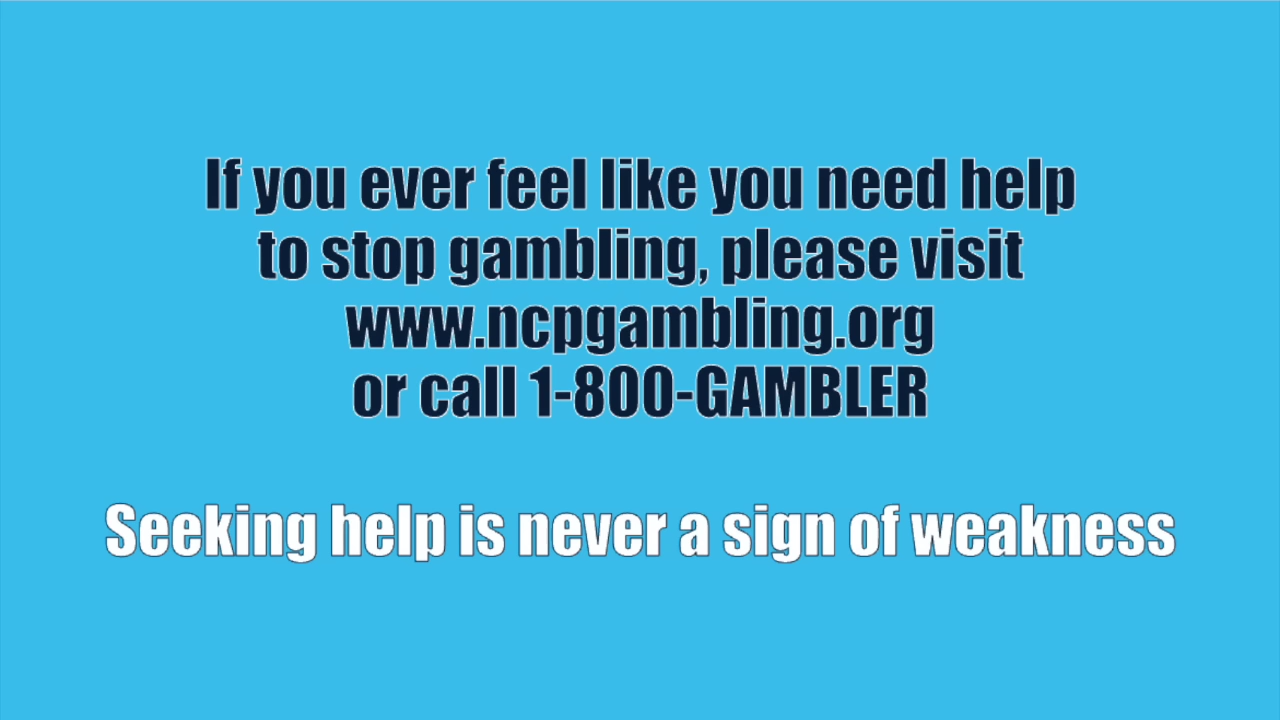 If you ever feel like you need help
to stop gambling, please visit
www.ncpgambling.org
or call 1-800-GAMBLER
Seeking help is never a sign of weakness